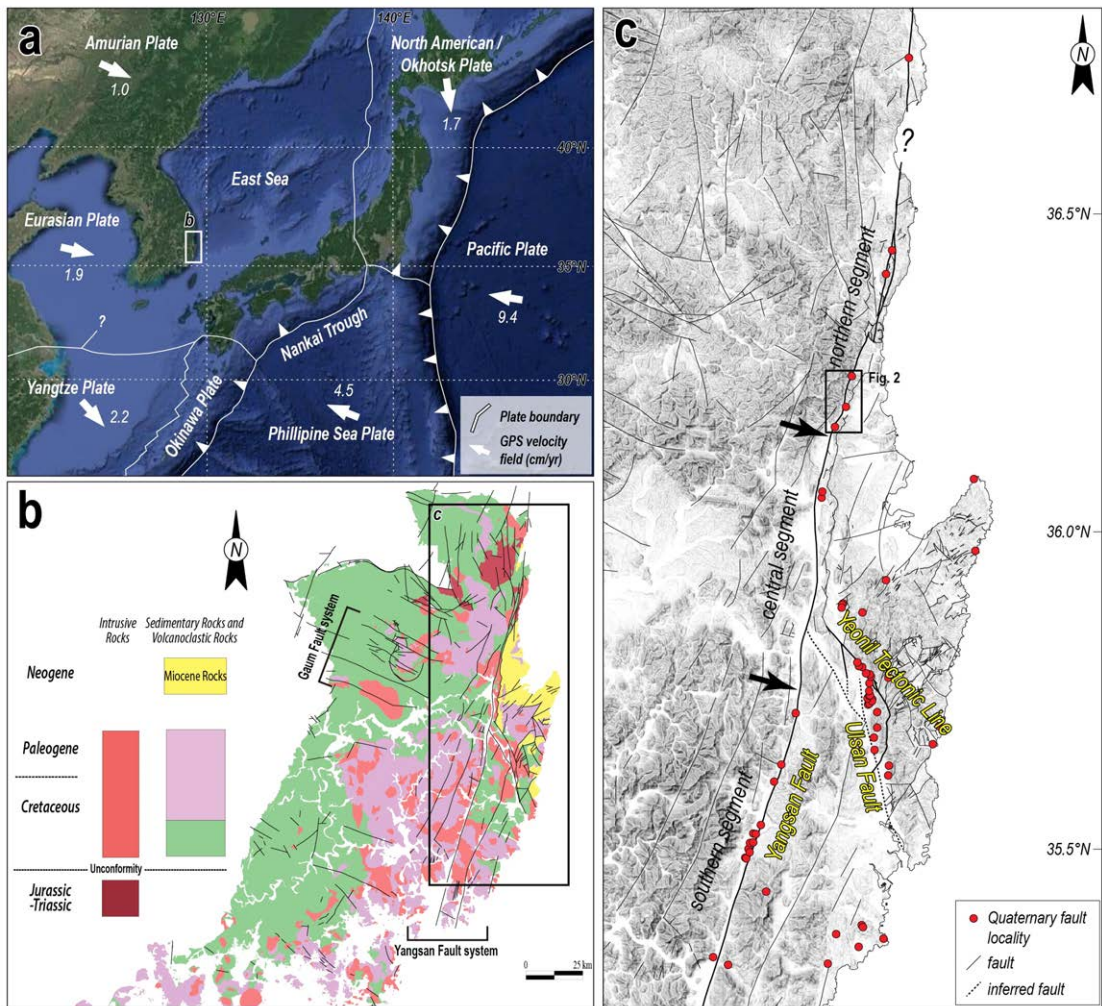 a
130°E
140°E
Amurian Plate
1.0
North American /
Okhotsk Plate
1.7
40°N
East Sea
b
Eurasian Plate
1.9
Pacific Plate
35°N
9.4
?
Nankai Trough
Yangtze Plate
2.2
Okinawa Plate
4.5
30°N
Phillipine Sea Plate
Plate boundary
GPS velocity
field (cm/yr)
b
N
c
Intrusive
Rocks
Sedimentary Rocks and
Volcanoclastic Rocks
Neogene
Miocene Rocks
Paleogene
Cretaceous
Unconformity
Jurassic
-Triassic
Gaum Fault system
Yangsan Fault system
0
25 km
c
N
?
36.5°N
northern segment
Fig. 2
36.0°N
central segment
Yeonil Tectonic Line
Ulsan Fault
Yangsan Fault
southern segment
35.5°N
Quaternary fault
locality
fault
inferred fault